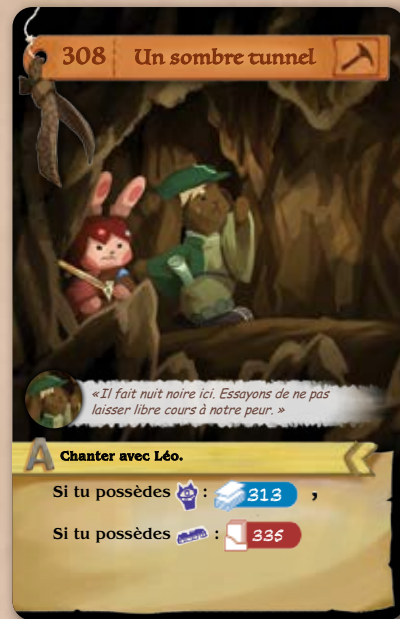 308 Un sombre tunnel
«Il fait nuit noire ici. Essayons de ne pas
laisser libre cours à notre peur. »
A Chanter avec Léo.
Si tu possèdes : 313 ,
Si tu possèdes : 335